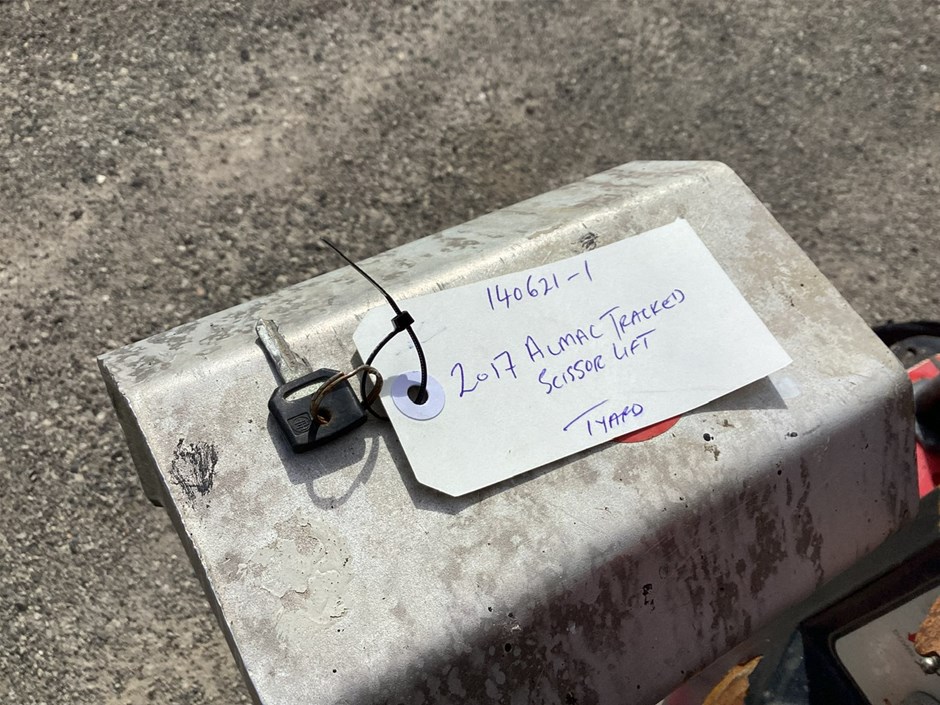 140621-1
2017 ALMAC TRACKED
SCISSOR LIFT
TYARD